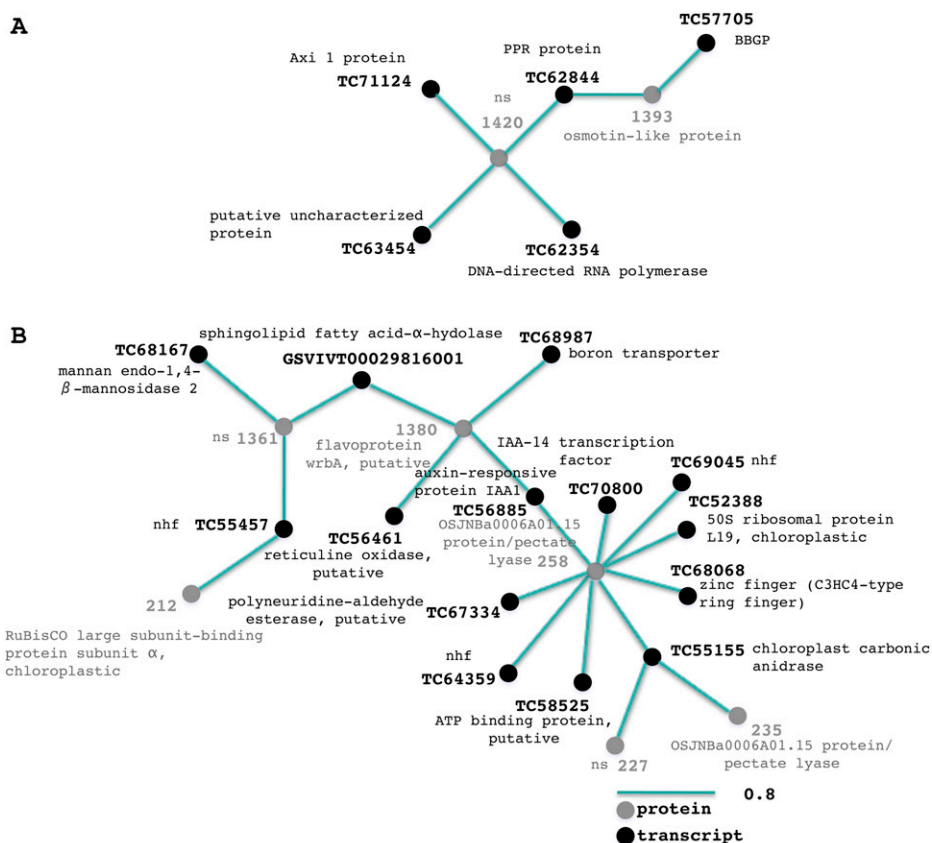 A
TC57705
BBGP
Axi 1 protein
TC71124
PPR protein
TC62844
ns
1420
1393
osmotin-like protein
putative uncharacterized
protein
TC63454
TC62354
DNA-directed RNA polymerase
B
sphingolipid fatty acid-α-hydolase
TC68167
GSVIVT00029816001
TC68987
mannan endo-1,4-
β-mannosidase 2
boron transporter
ns 1361
1380
flavoprotein
wrbA, putative
IAA-14 transcription
factor
auxin-responsive
protein IAA1
TC56885
TC70800
TC69045 nhf
TC52388
50S ribosomal protein
L19, chloroplastic
nhf TC55457
TC56461
reticuline oxidase,
putative
OSJNBa0006A01.15
protein/pectate
lyase 258
TC68068
zinc finger (C3HC4-type
ring finger)
212
polyneuridine-aldehyde
esterase, putative
TC67334
RuBisCO large subunit-binding
protein subunit α,
chloroplastic
nhf
TC64359
TC55155
chloroplast carbonic
anidrase
TC58525
ATP binding protein,
putative
235
OSJNBa0006A01.15 protein/
pectate lyase
ns 227
0.8
protein
transcript